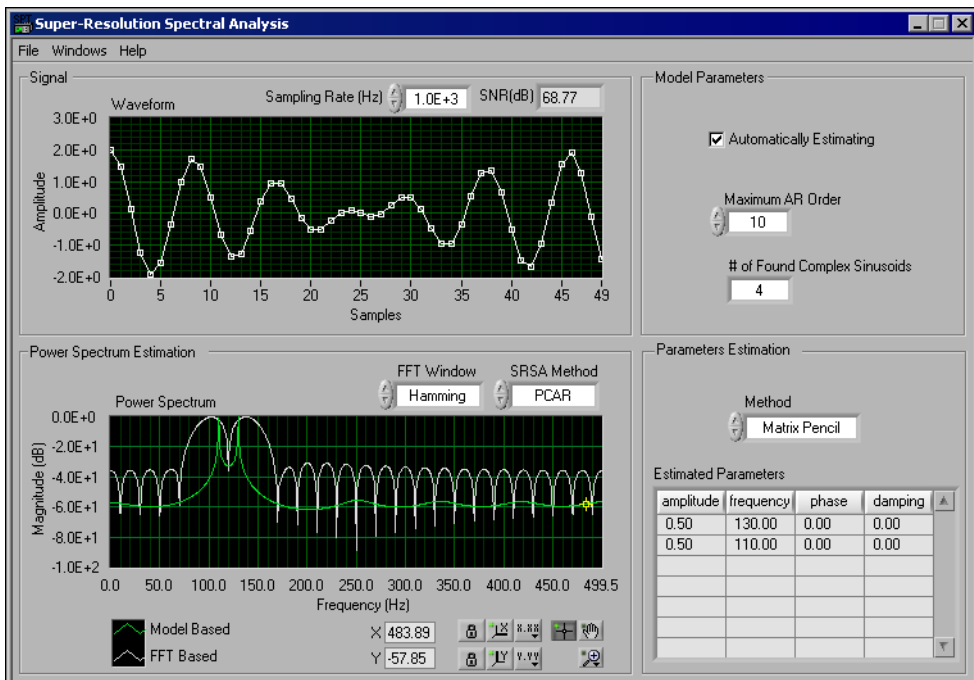 Super-Resolution Spectral Analysis
File Windows Help
Signal
Waveform
Sampling Rate (Hz) 1.0E+3 SNR(dB) 68.77
3.0E+0
2.0E+0
1.0E+0
0.0E+0
-1.0E+0
-2.0E+0
Amplitude
0 5 10 15 20 25 30 35 40 45 49
Samples
Model Parameters
Automatically Estimating
Maximum AR Order
10
# of Found Complex Sinusoids
4
Power Spectrum Estimation
FFT Window
Hamming
SRSA Method
PCAR
Power Spectrum
0.0E+0
-2.0E+1
-4.0E+1
-6.0E+1
-8.0E+1
-1.0E+2
Magnitude (dB)
0.0 50.0 100.0 150.0 200.0 250.0 300.0 350.0 400.0 450.0 499.5
Frequency (Hz)
Model Based
FFT Based
X 483.89
Y -57.85
X X.XX
Y Y.YY
Parameters Estimation
Method
Matrix Pencil
Estimated Parameters
amplitude frequency phase damping
0.50 130.00 0.00 0.00
0.50 110.00 0.00 0.00